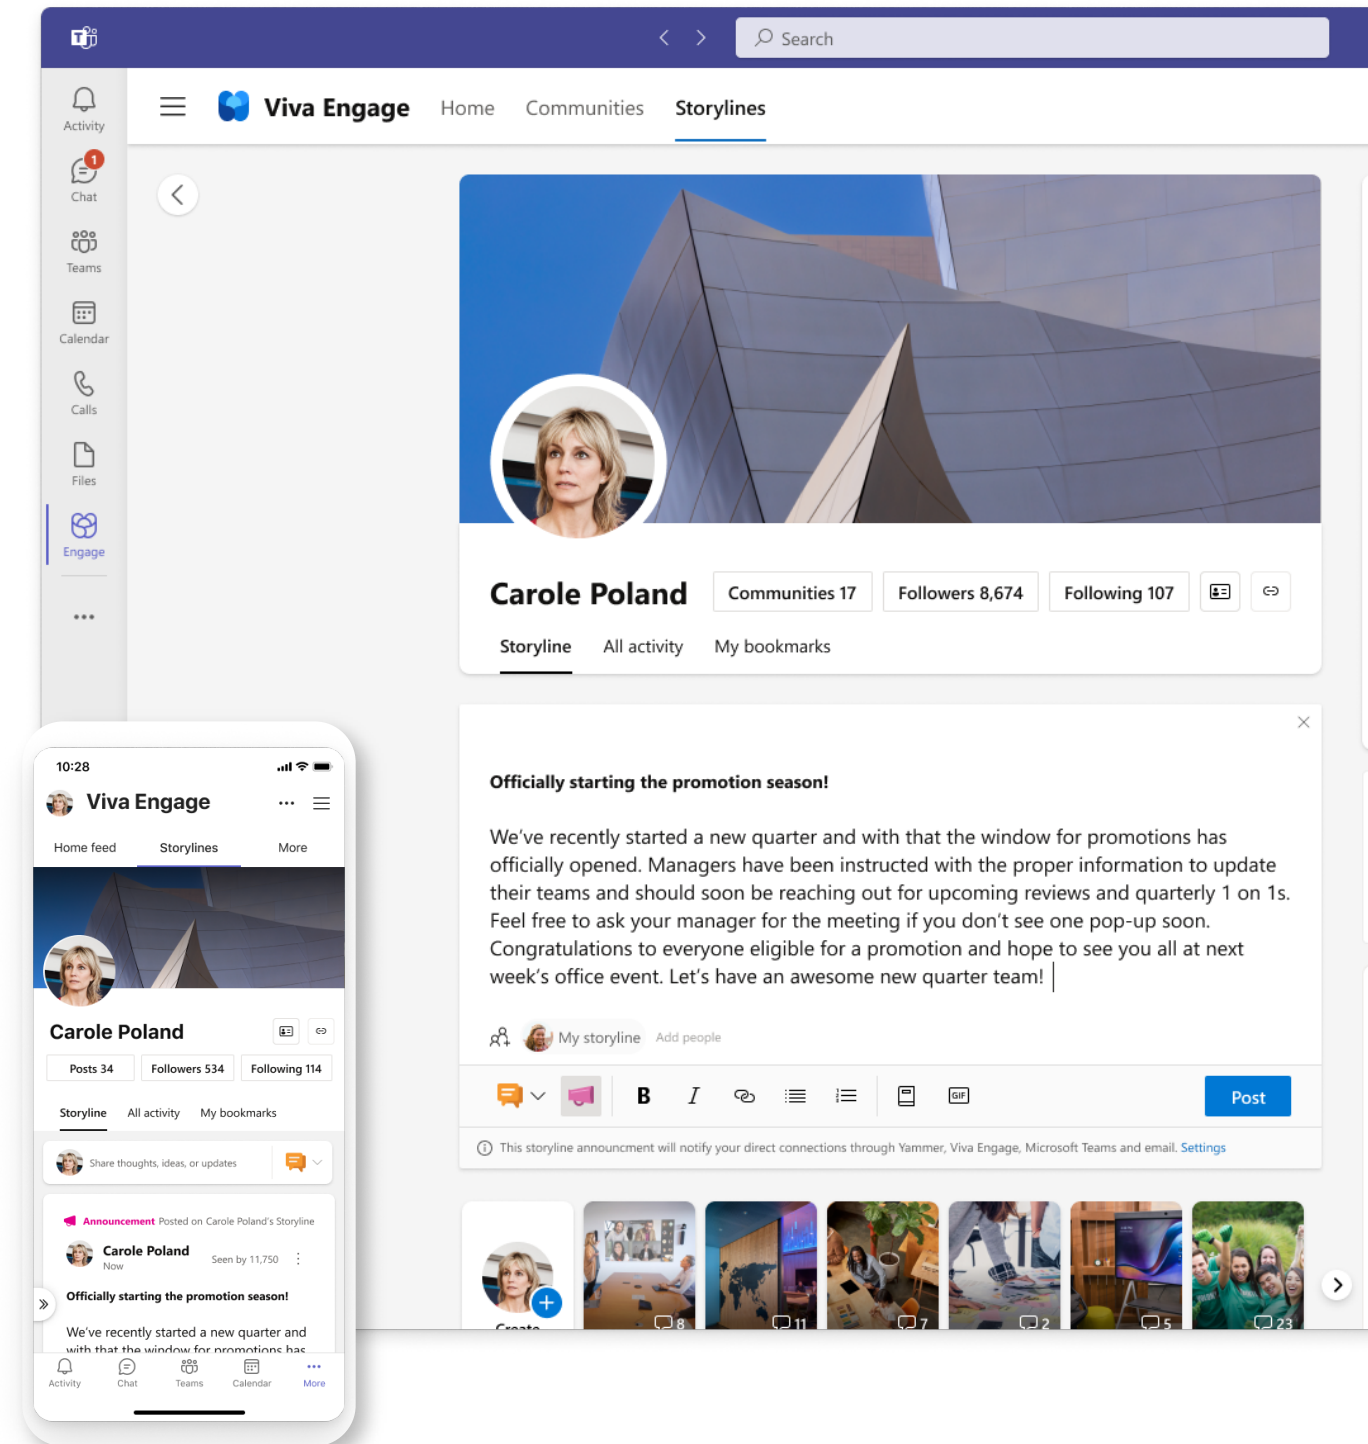 Search
Activity
1
Chat
Teams
Calendar
Calls
Files
Engage
Viva Engage Home Communities Storylines
Carole Poland Communities 17 Followers 8,674 Following 107
Storyline All activity My bookmarks
Officially starting the promotion season!
We've recently started a new quarter and with that the window for promotions has
officially opened. Managers have been instructed with the proper information to update
their teams and should soon be reaching out for upcoming reviews and quarterly 1 on 1s.
Feel free to ask your manager for the meeting if you don't see one pop-up soon.
Congratulations to everyone eligible for a promotion and hope to see you all at next
week's office event. Let's have an awesome new quarter team!
My storyline Add people
B I GIF Post
This storyline announcment will notify your direct connections through Yammer, Viva Engage, Microsoft Teams and email. Settings
Create
8 11 7 2 5 23
10:28
Viva Engage
Home feed Storylines More
Carole Poland
Posts 34 Followers 534 Following 114
Storyline All activity My bookmarks
Share thoughts, ideas, or updates
Announcement Posted on Carole Poland's Storyline
Carole Poland Seen by 11,750
Now
Officially starting the promotion season!
We've recently started a new quarter and
with that the window for promotions has
Activity Chat Teams Calendar More